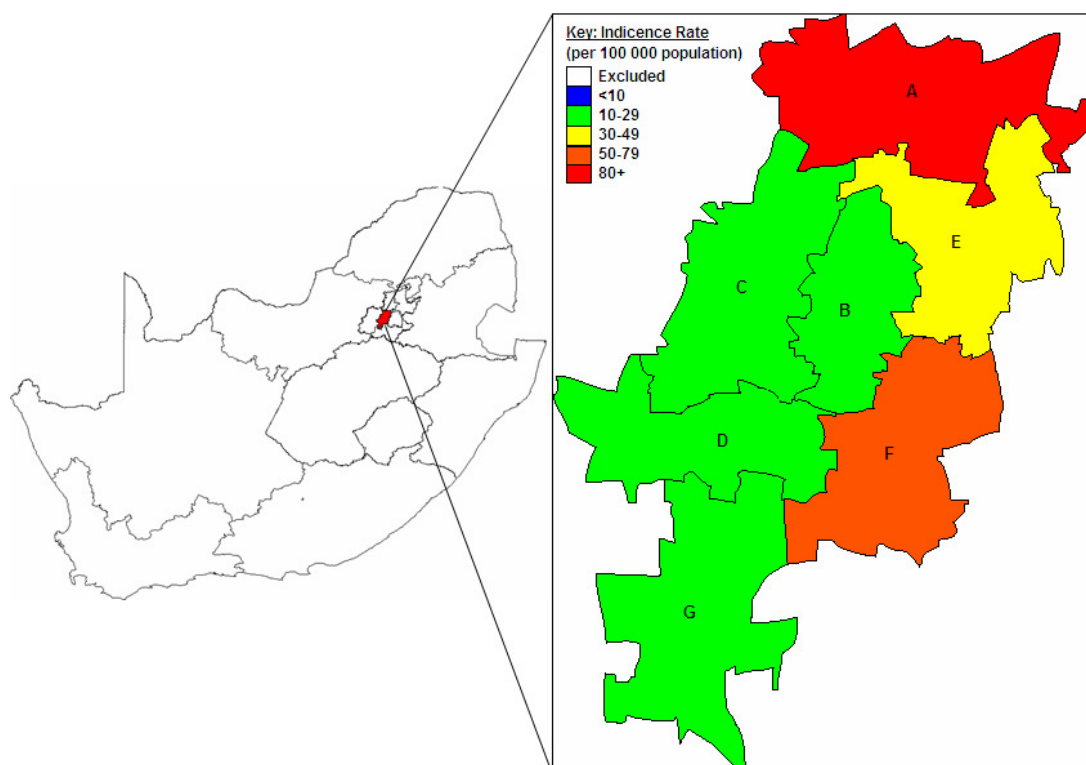 Key: Indicence Rate
(per 100 000 population)
Excluded
<10
10-29
30-49
50-79
80+
A
E
C
B
D
F
G